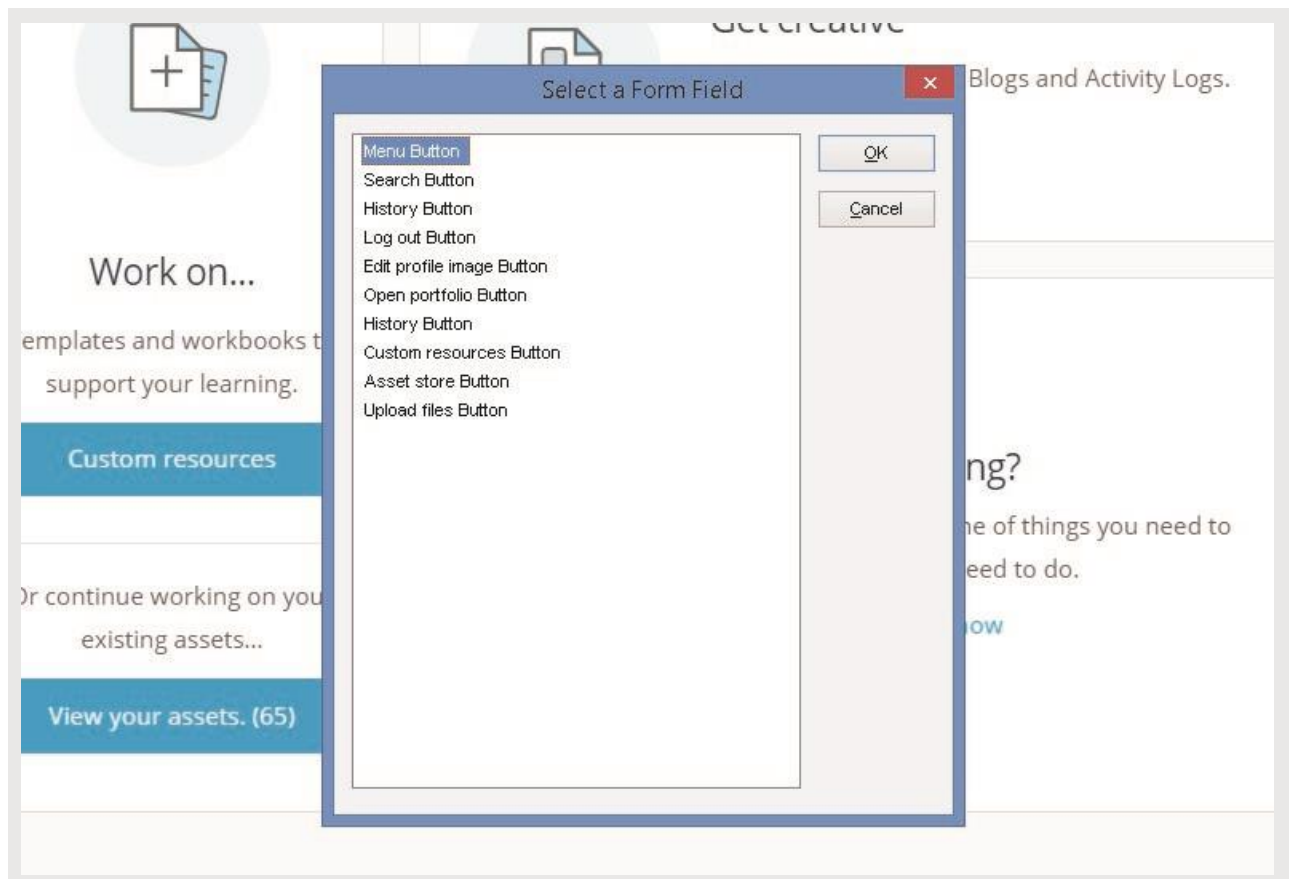 Get creative
Blogs and Activity Logs.
Select a Form Field
Menu Button
Search Button
History Button
Log out Button
Edit profile image Button
Open portfolio Button
History Button
Custom resources Button
Asset store Button
Upload files Button
OK
Cancel
Work on...
emplates and workbooks t
support your learning.
Custom resources
Or continue working on you
existing assets...
View your assets. (65)
ng?
ne of things you need to
eed to do.
now